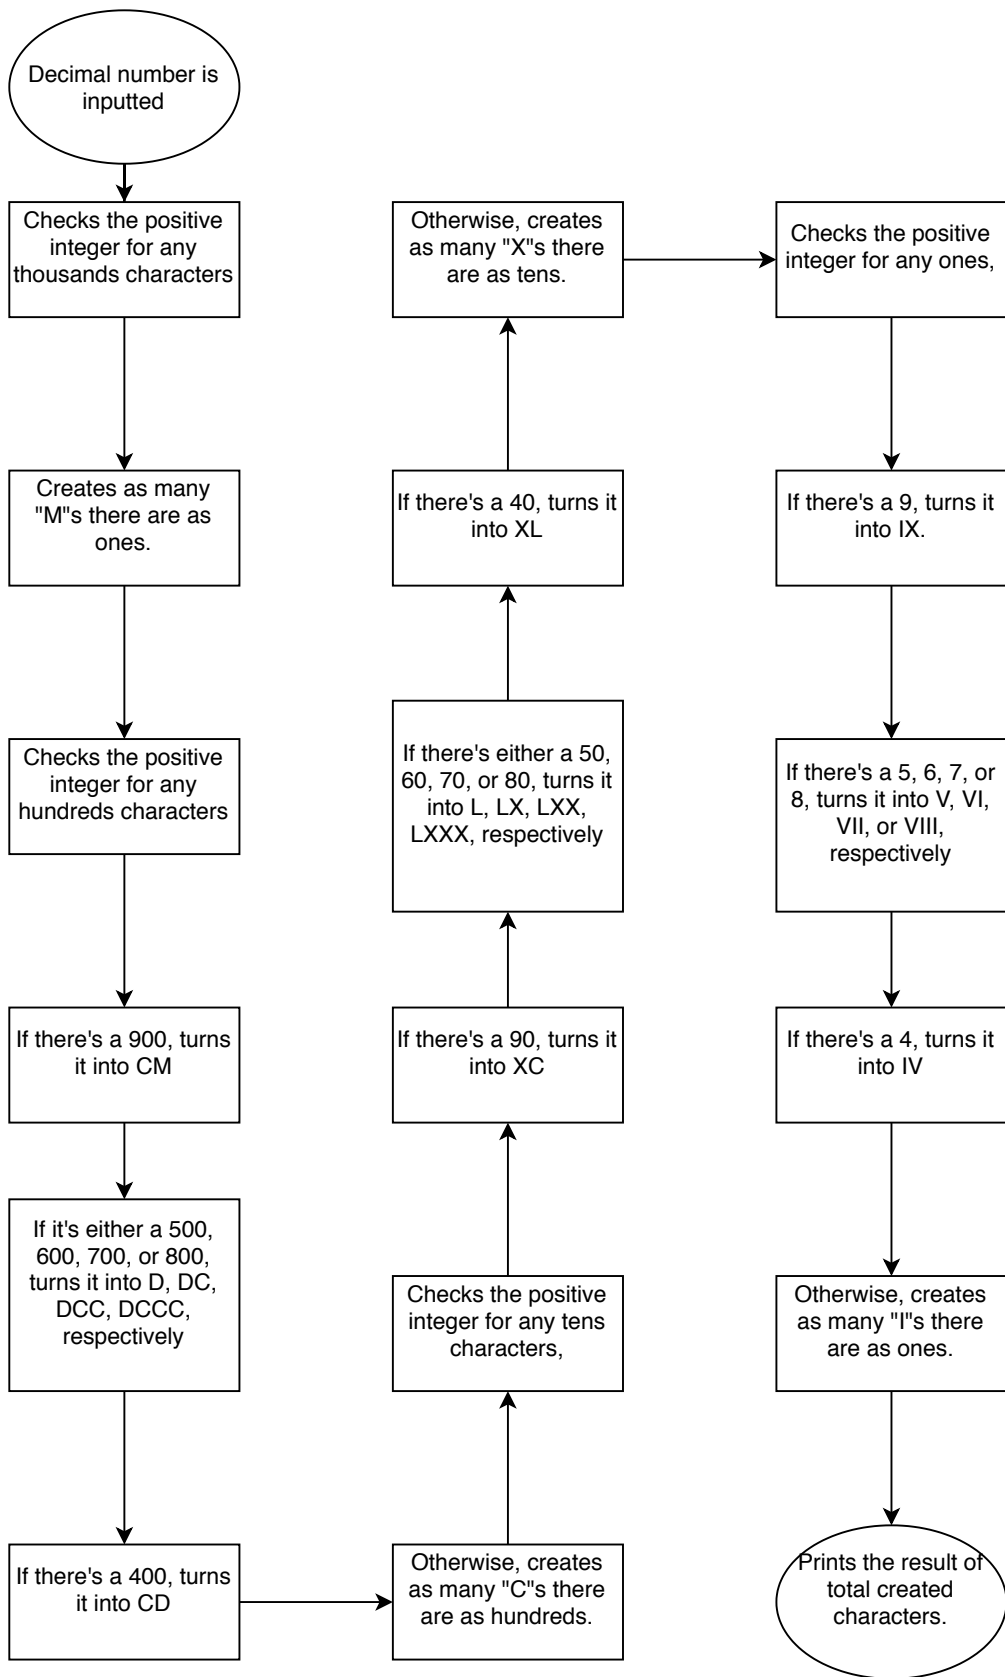 Decimal number is
inputted
Checks the positive
integer for any
thousands characters
Creates as many
"M"s there are as
ones.
Checks the positive
integer for any
hundreds characters
If there's a 900, turns
it into CM
If it's either a 500,
600, 700, or 800,
turns it into D, DC,
DCC, DCCC,
respectively
If there's a 400, turns
it into CD
Otherwise, creates
as many "C"s there
are as hundreds.
Checks the positive
integer for any tens
characters,
If there's a 90, turns it
into XC
If there's either a 50,
60, 70, or 80, turns it
into L, LX, LXX,
LXXX, respectively
If there's a 40, turns it
into XL
Otherwise, creates
as many "X"s there
are as tens.
Checks the positive
integer for any ones,
If there's a 9, turns it
into IX.
If there's a 5, 6, 7, or
8, turns it into V, VI,
VII, or VIII,
respectively
If there's a 4, turns it
into IV
Otherwise, creates
as many "I"s there
are as ones.
Prints the result of
total created
characters.